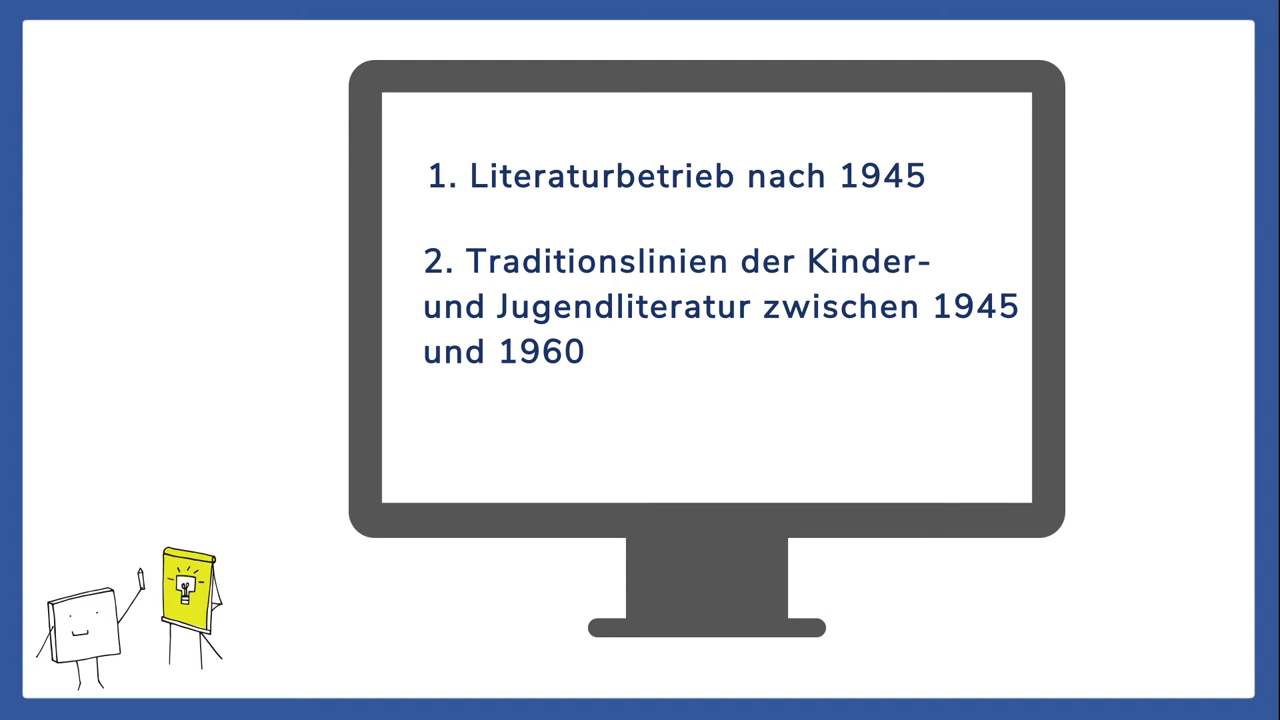 1. Literaturbetrieb nach 1945
2. Traditionslinien der Kinder-
und Jugendliteratur zwischen 1945
und 1960